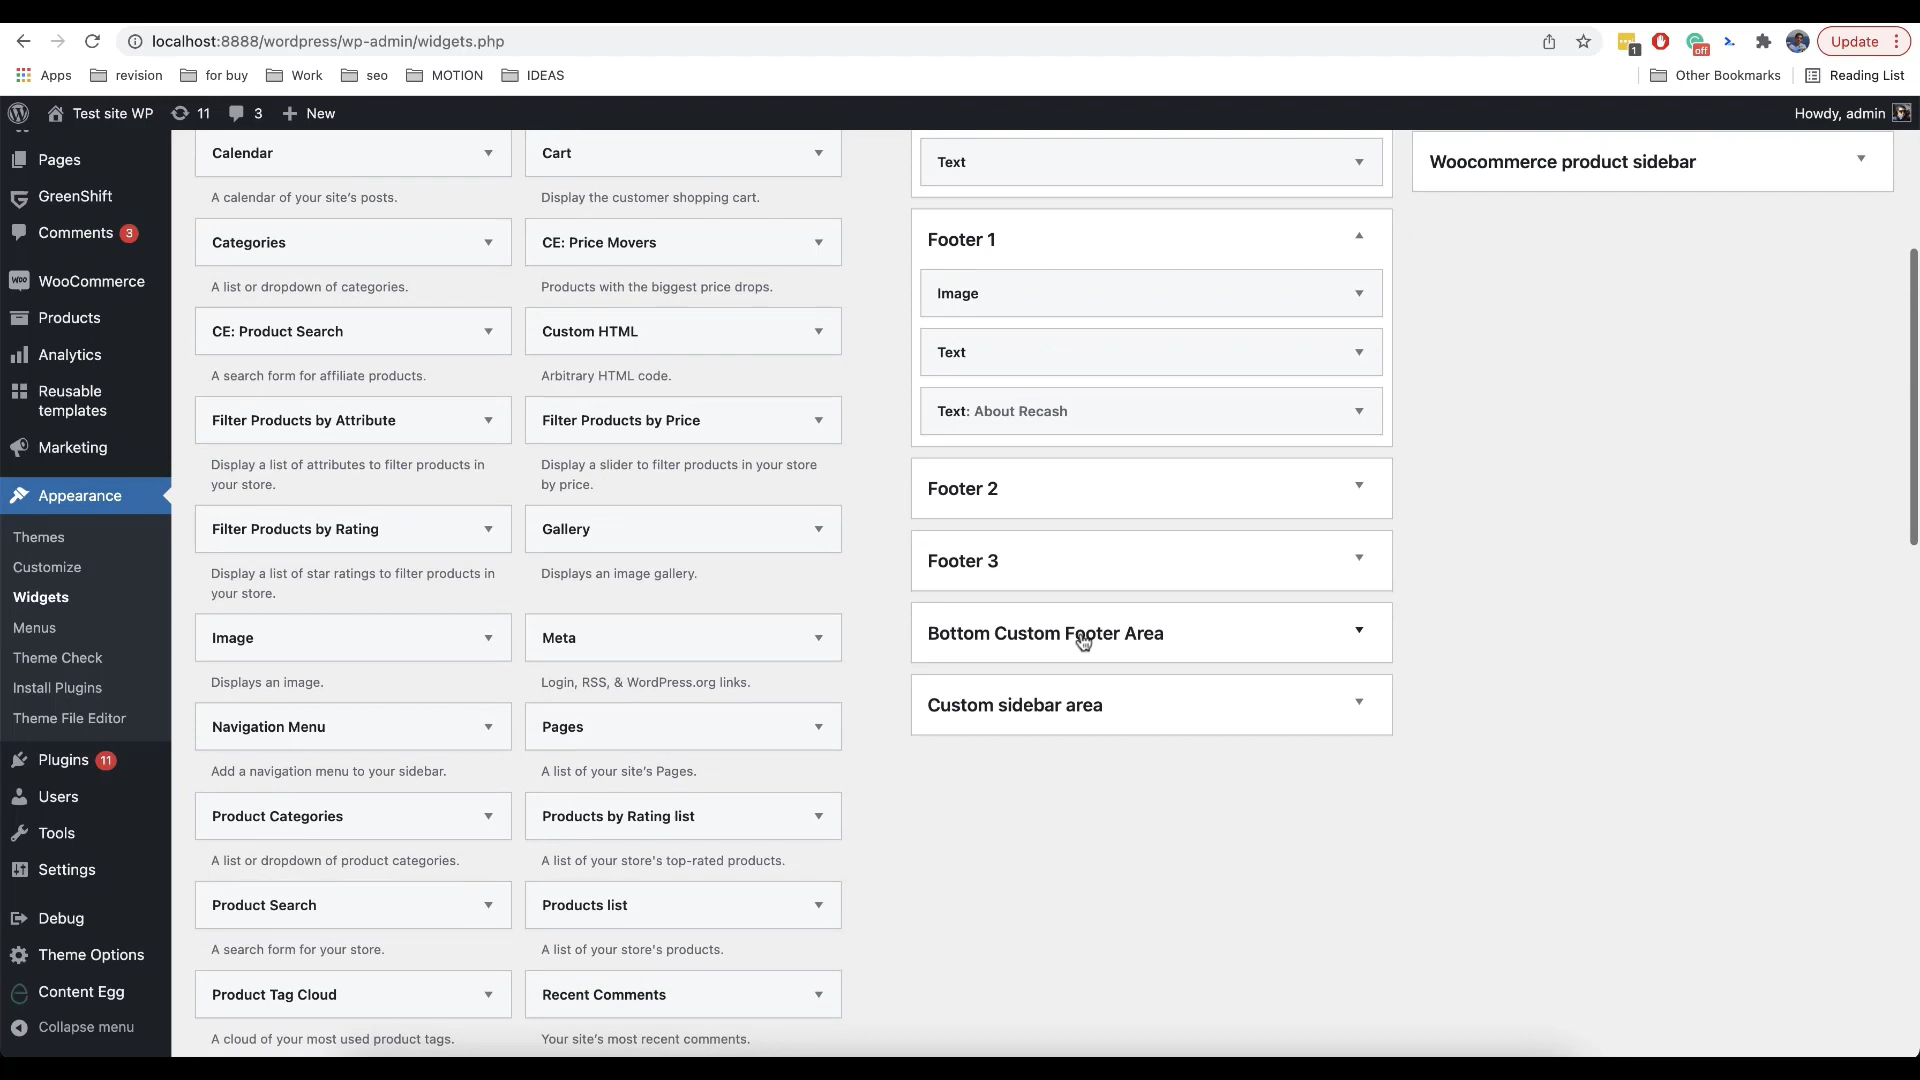 localhost:8888/wordpress/wp-admin/widgets.php
1
off
Update
Apps
revision
for buy
Work
seo
MOTION
IDEAS
Other Bookmarks
Reading List
Test site WP
11
3
New
Howdy, admin
Pages
GreenShift
Comments 3
WooCommerce
Products
Analytics
Reusable
templates
Marketing
Appearance
Themes
Customize
Widgets
Menus
Theme Check
Install Plugins
Theme File Editor
Plugins 11
Users
Tools
Settings
Debug
Theme Options
Content Egg
Collapse menu
Calendar
A calendar of your site's posts.
Categories
A list or dropdown of categories.
CE: Product Search
A search form for affiliate products.
Filter Products by Attribute
Display a list of attributes to filter products in
your store.
Filter Products by Rating
Display a list of star ratings to filter products in
your store.
Image
Displays an image.
Navigation Menu
Add a navigation menu to your sidebar.
Product Categories
A list or dropdown of product categories.
Product Search
A search form for your store.
Product Tag Cloud
A cloud of your most used product tags.
Cart
Display the customer shopping cart.
CE: Price Movers
Products with the biggest price drops.
Custom HTML
Arbitrary HTML code.
Filter Products by Price
Display a slider to filter products in your store
by price.
Gallery
Displays an image gallery.
Meta
Login, RSS, & WordPress.org links.
Pages
A list of your site's Pages.
Products by Rating list
A list of your store's top-rated products.
Products list
A list of your store's products.
Recent Comments
Your site's most recent comments.
Text
Footer 1
Image
Text
Text: About Recash
Footer 2
Footer 3
Bottom Custom Footer Area
Custom sidebar area
Woocommerce product sidebar